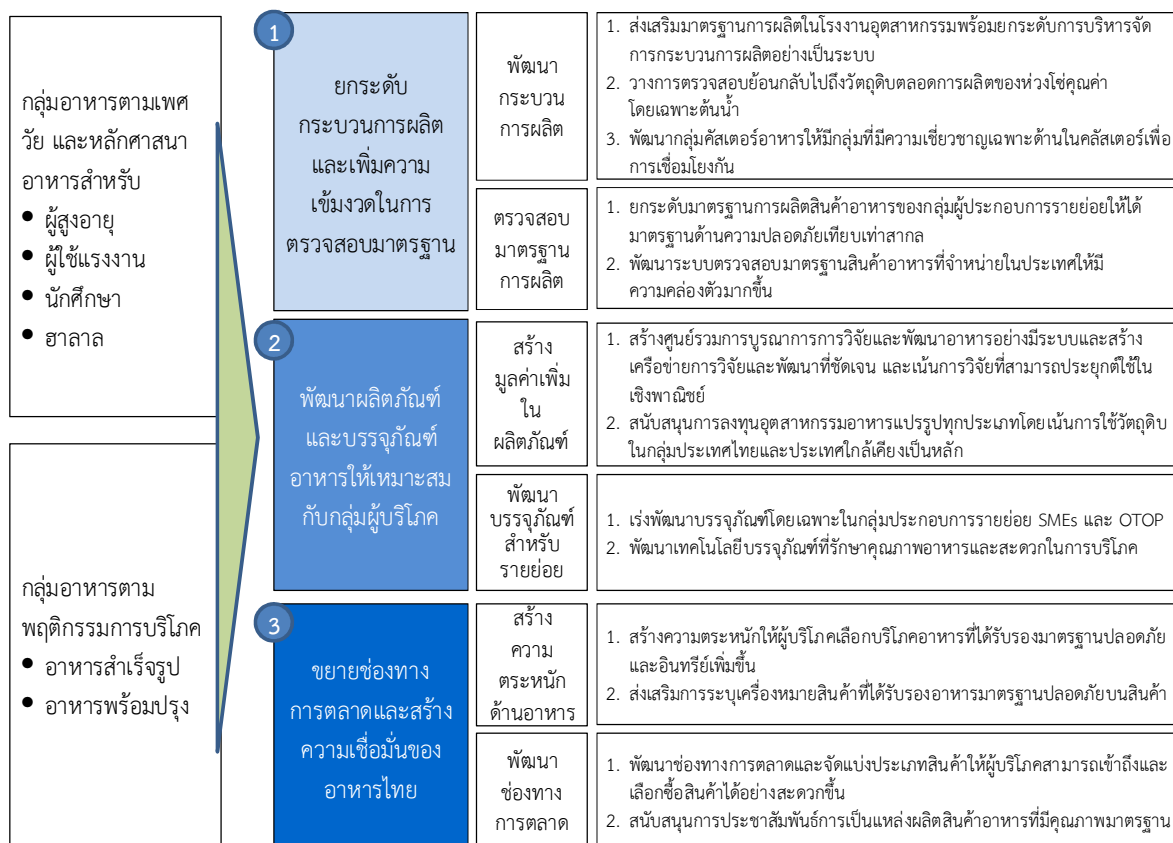 กลุ่มอาหารตามเพศ
วัย และหลักศาสนา
อาหารสำหรับ
● ผู้สูงอายุ
● ผู้ใช้แรงงาน
● นักศึกษา
● ฮาลาล
กลุ่มอาหารตาม
พฤติกรรมการบริโภค
● อาหารสำเร็จรูป
● อาหารพร้อมปรุง
1
ยกระดับ
กระบวนการผลิต
และเพิ่มความ
เข้มงวดในการ
ตรวจสอบมาตรฐาน
พัฒนา
กระบวน
การผลิต
1. ส่งเสริมมาตรฐานการผลิตในโรงงานอุตสาหกรรมพร้อมยกระดับการบริหารจัด
การกระบวนการผลิตอย่างเป็นระบบ
2. วางการตรวจสอบย้อนกลับไปถึงวัตถุดิบตลอดการผลิตของห่วงโซ่คุณค่า
โดยเฉพาะต้นน้ำ
3. พัฒนากลุ่มคัสเตอร์อาหารให้มีกลุ่มที่มีความเชี่ยวชาญเฉพาะด้านในคลัสเตอร์เพื่อ
การเชื่อมโยงกัน
ตรวจสอบ
มาตรฐาน
การผลิต
1. ยกระดับมาตรฐานการผลิตสินค้าอาหารของกลุ่มผู้ประกอบการรายย่อยให้ได้
มาตรฐานด้านความปลอดภัยเทียบเท่าสากล
2. พัฒนาระบบตรวจสอบมาตรฐานสินค้าอาหารที่จำหน่ายในประเทศให้มี
ความคล่องตัวมากขึ้น
2
พัฒนาผลิตภัณฑ์
และบรรจุภัณฑ์
อาหารให้เหมาะสม
กับกลุ่มผู้บริโภค
สร้าง
มูลค่าเพิ่ม
ใน
ผลิตภัณฑ์
1. สร้างศูนย์รวมการบูรณาการการวิจัยและพัฒนาอาหารอย่างมีระบบและสร้าง
เครือข่ายการวิจัยและพัฒนาที่ชัดเจน และเน้นการวิจัยที่สามารถประยุกต์ใช้ใน
เชิงพาณิชย์
2. สนับสนุนการลงทุนอุตสาหกรรมอาหารแปรรูปทุกประเภทโดยเน้นการใช้วัตถุดิบ
ในกลุ่มประเทศไทยและประเทศใกล้เคียงเป็นหลัก
พัฒนา
บรรจุภัณฑ์
สำหรับ
รายย่อย
1. เร่งพัฒนาบรรจุภัณฑ์โดยเฉพาะในกลุ่มประกอบการรายย่อย SMEs และ OTOP
2. พัฒนาเทคโนโลยีบรรจุภัณฑ์ที่รักษาคุณภาพอาหารและสะดวกในการบริโภค
3
ขยายช่องทาง
การตลาดและสร้าง
ความเชื่อมั่นของ
อาหารไทย
สร้าง
ความ
ตระหนัก
ด้านอาหาร
1. สร้างความตระหนักให้ผู้บริโภคเลือกบริโภคอาหารที่ได้รับรองมาตรฐานปลอดภัย
และอินทรีย์เพิ่มขึ้น
2. ส่งเสริมการระบุเครื่องหมายสินค้าที่ได้รับรองอาหารมาตรฐานปลอดภัยบนสินค้า
พัฒนา
ช่องทาง
การตลาด
1. พัฒนาช่องทางการตลาดและจัดแบ่งประเภทสินค้าให้ผู้บริโภคสามารถเข้าถึงและ
เลือกซื้อสินค้าได้อย่างสะดวกขึ้น
2. สนับสนุนการประชาสัมพันธ์การเป็นแหล่งผลิตสินค้าอาหารที่มีคุณภาพมาตรฐาน